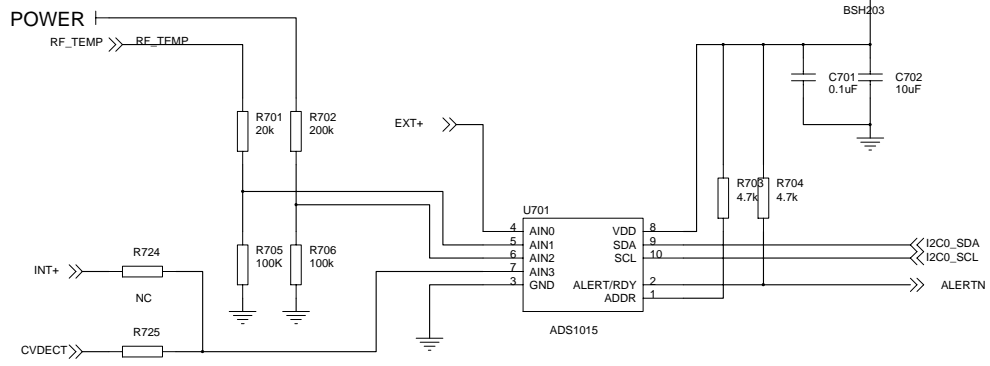 BSH203
POWER
RF_TEMP RF_TEMP
C701 C702
0.1uF 10uF
R701 R702
20k 200k
EXT+
R703 R704
4.7k 4.7k
U701
4 AIN0 VDD 8
5 AIN1 SDA 9 I2C0_SDA
6 AIN2 SCL 10 I2C0_SCL
7 AIN3
3 GND ALERT/RDY 2 ALERTN
ADDR 1
R705 R706
100K 100k
R724
INT+
NC
R725
ADS1015
CVDECT